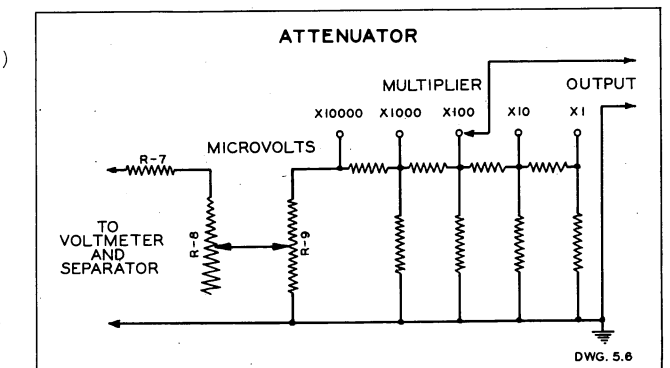 ATTENUATOR
)
MULTIPLIER OUTPUT
X10000 X1000 X100 X10 X1
MICROVOLTS
R-7
TO
VOLTMETER
AND
SEPARATOR
R-8
R-9
DWG. 5.6